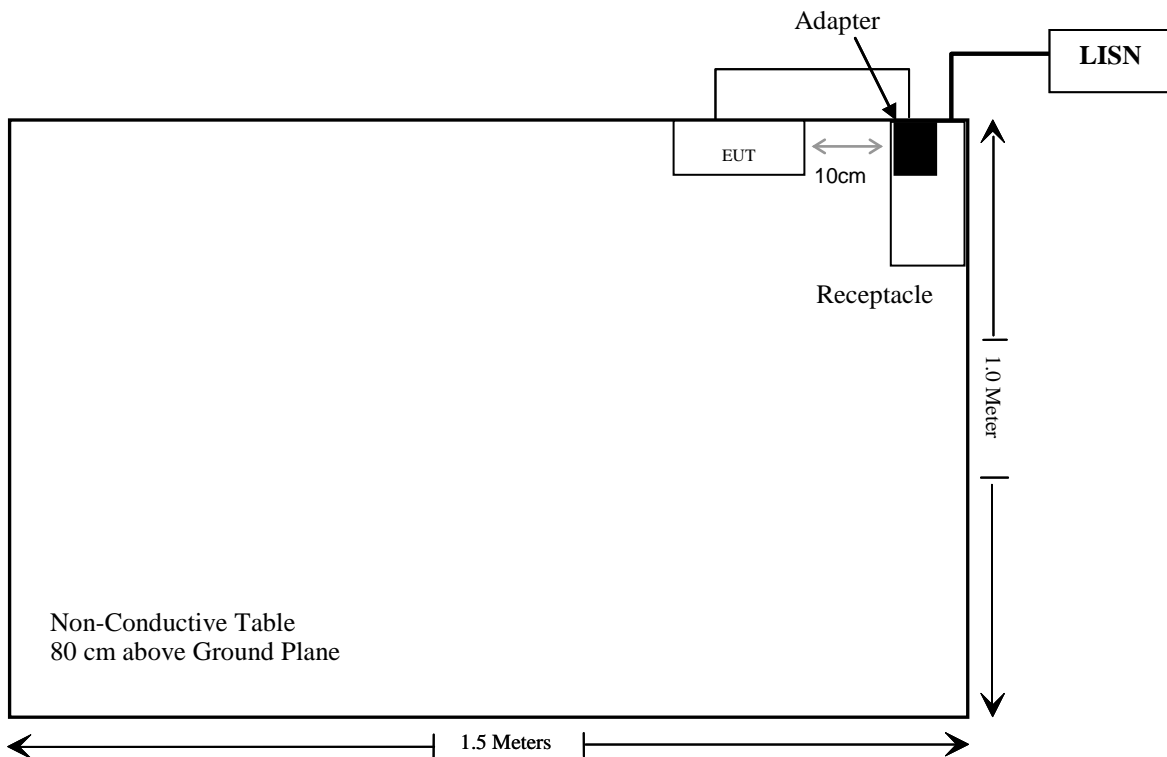 Adapter
LISN
EUT
10cm
Receptacle
1.0 Meter
Non-Conductive Table
80 cm above Ground Plane
1.5 Meters